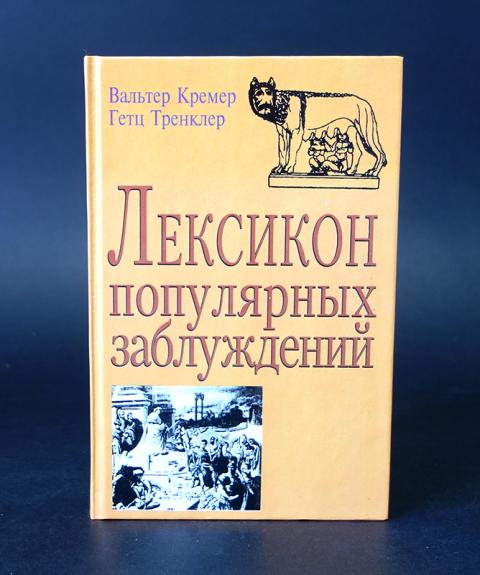 Вальтер Кремер
Гетц Тренклер
Лексикон
популярных
заблуждений